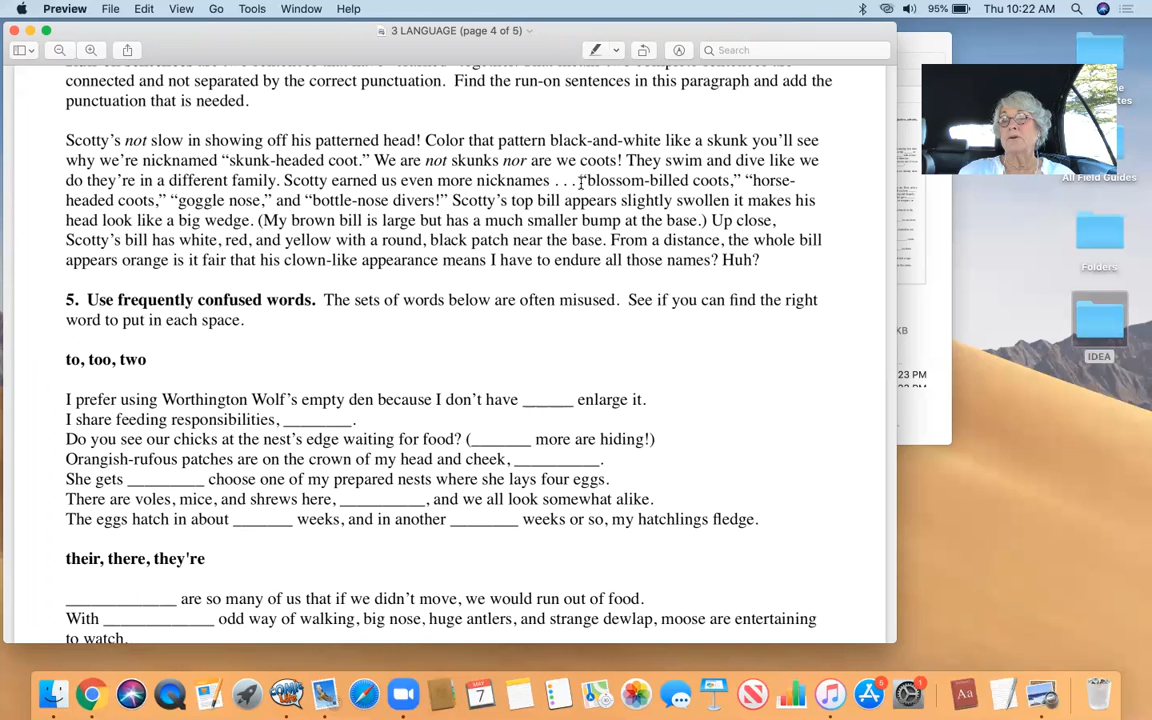 Preview File Edit View Go Tools Window Help
95% Thu 10:22 AM
3 LANGUAGE (page 4 of 5)
Search
connected and not separated by the correct punctuation. Find the run-on sentences in this paragraph and add the
punctuation that is needed.
Scotty’s not slow in showing off his patterned head! Color that pattern black-and-white like a skunk you’ll see
why we’re nicknamed “skunk-headed coot.” We are not skunks nor are we coots! They swim and dive like we
do they’re in a different family. Scotty earned us even more nicknames . . . “blossom-billed coots,” “horse-
headed coots,” “goggle nose,” and “bottle-nose divers!” Scotty’s top bill appears slightly swollen it makes his
head look like a big wedge. (My brown bill is large but has a much smaller bump at the base.) Up close,
Scotty’s bill has white, red, and yellow with a round, black patch near the base. From a distance, the whole bill
appears orange is it fair that his clown-like appearance means I have to endure all those names? Huh?
5. Use frequently confused words. The sets of words below are often misused. See if you can find the right
word to put in each space.
to, too, two
I prefer using Worthington Wolf’s empty den because I don’t have ______ enlarge it.
I share feeding responsibilities, ________.
Do you see our chicks at the nest’s edge waiting for food? (_______ more are hiding!)
Orangish-rufous patches are on the crown of my head and cheek, __________.
She gets _________ choose one of my prepared nests where she lays four eggs.
There are voles, mice, and shrews here, __________, and we all look somewhat alike.
The eggs hatch in about _______ weeks, and in another ________ weeks or so, my hatchlings fledge.
their, there, they're
_____________ are so many of us that if we didn’t move, we would run out of food.
With _____________ odd way of walking, big nose, huge antlers, and strange dewlap, moose are entertaining
to watch.
All Field Guides
Folders
IDEA
KB
23 PM